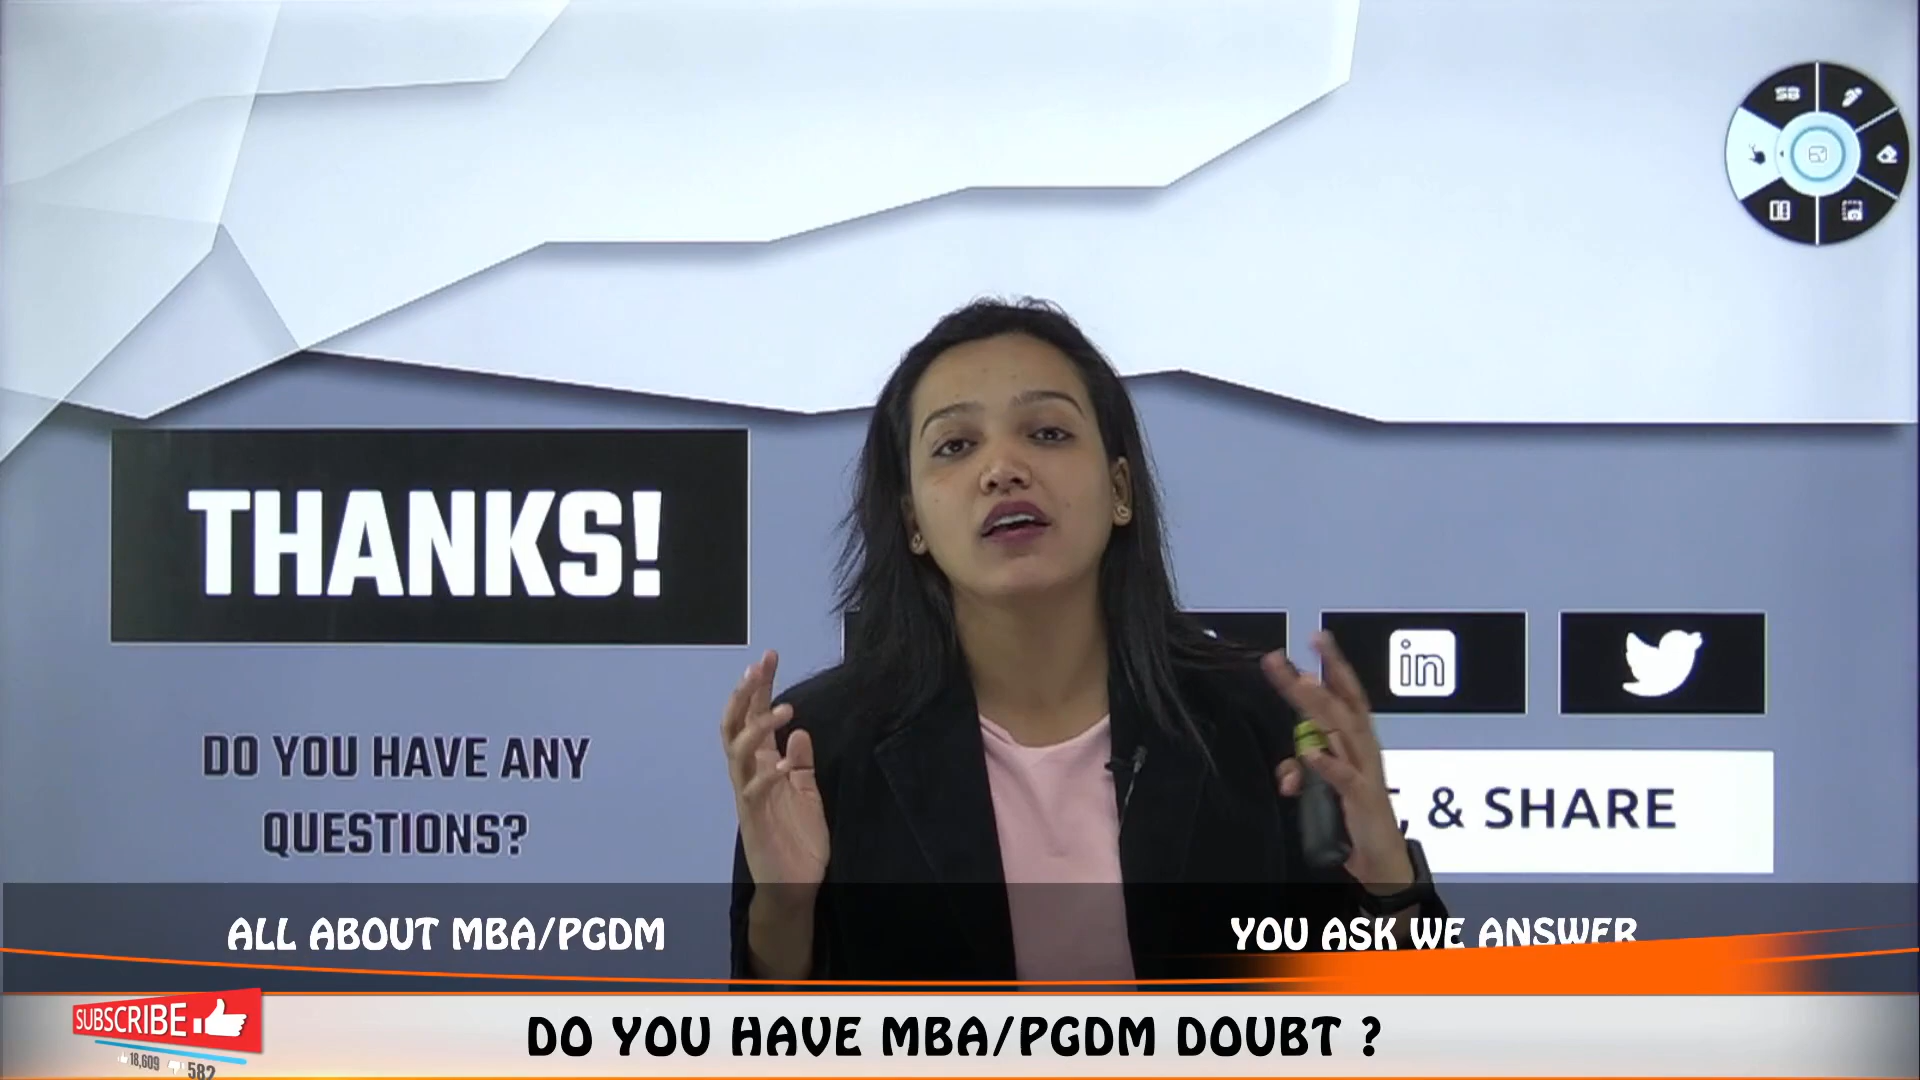 SB
THANKS!
in
DO YOU HAVE ANY
QUESTIONS?
, & SHARE
ALL ABOUT MBA/PGDM
YOU ASK WE ANSWER
SUBSCRIBE
18,609
582
DO YOU HAVE MBA/PGDM DOUBT ?